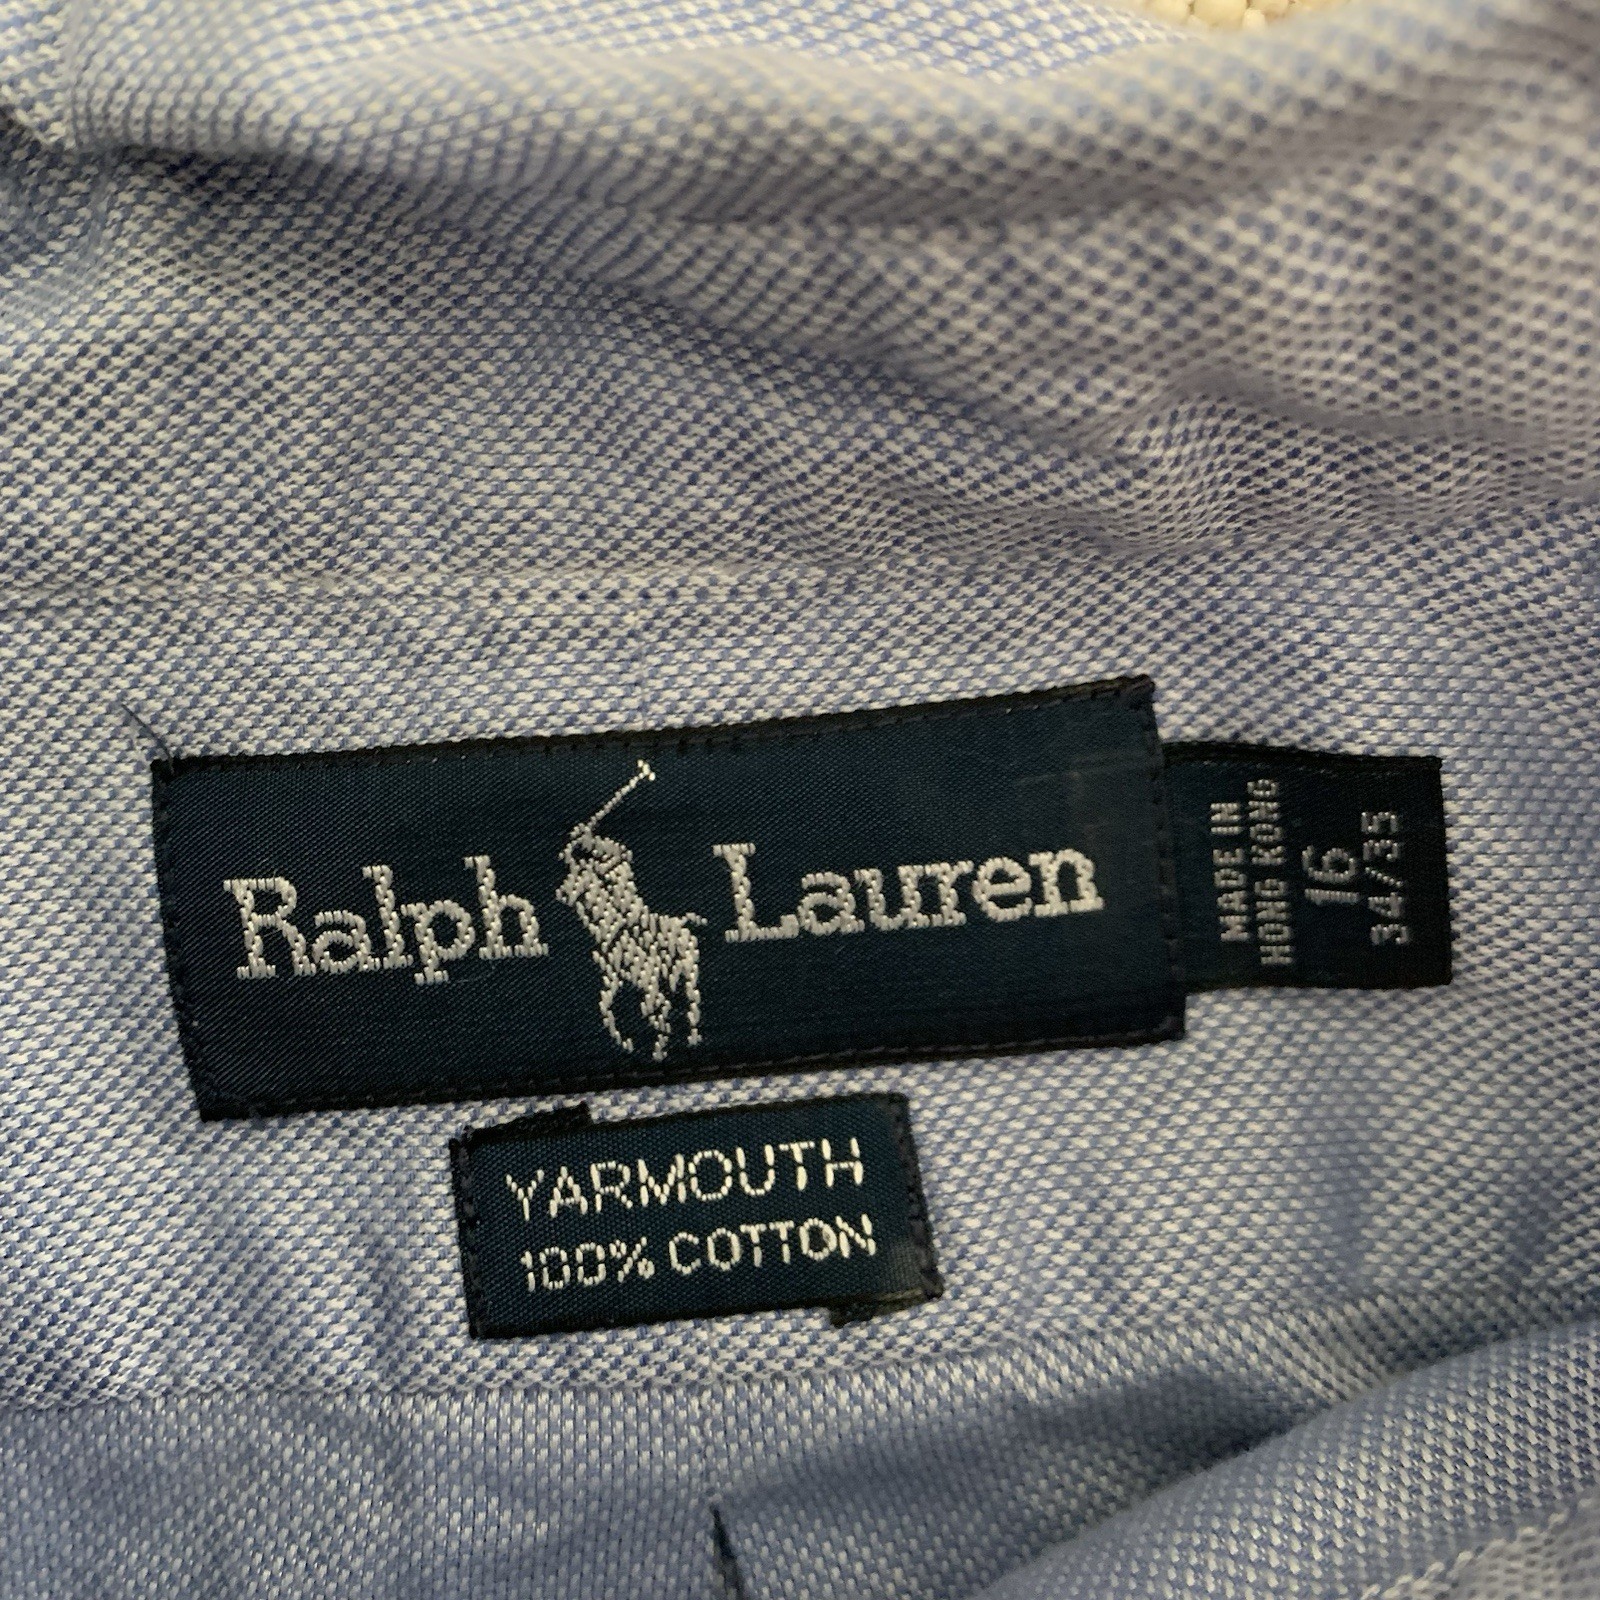 Ralph Lauren
MADE IN
HONG KONG
16
34/35
YARMOUTH
100% COTTON